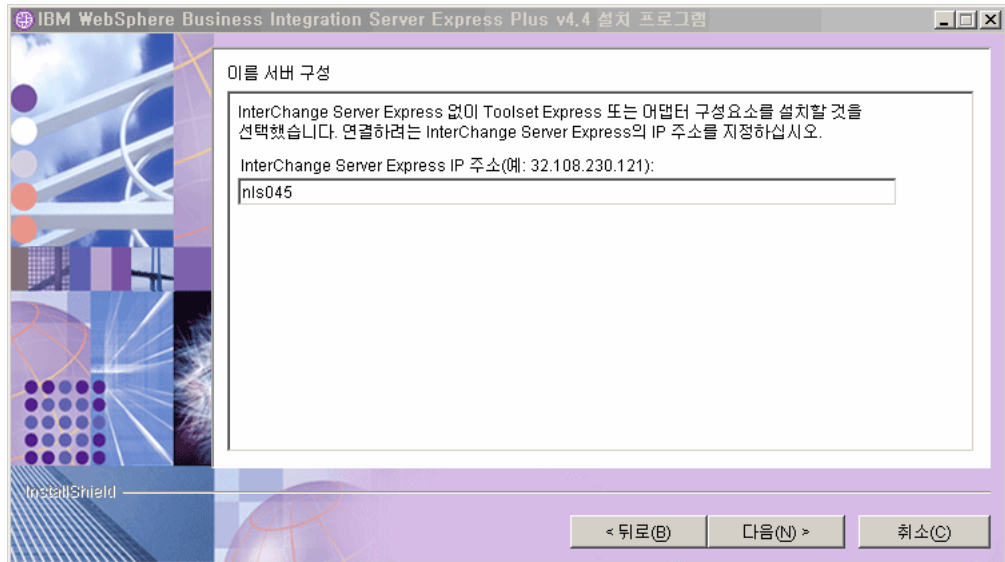 IBM WebSphere Business Integration Server Express Plus v4.4 설치 프로그램
이름 서버 구성
InterChange Server Express 없이 Toolset Express 또는 어댑터 구성요소를 설치할 것을
선택했습니다. 연결하려는 InterChange Server Express의 IP 주소를 지정하십시오.
InterChange Server Express IP 주소(예: 32.108.230.121):
nls045
InstallShield
< 뒤로(B)
다음(N) >
취소(C)